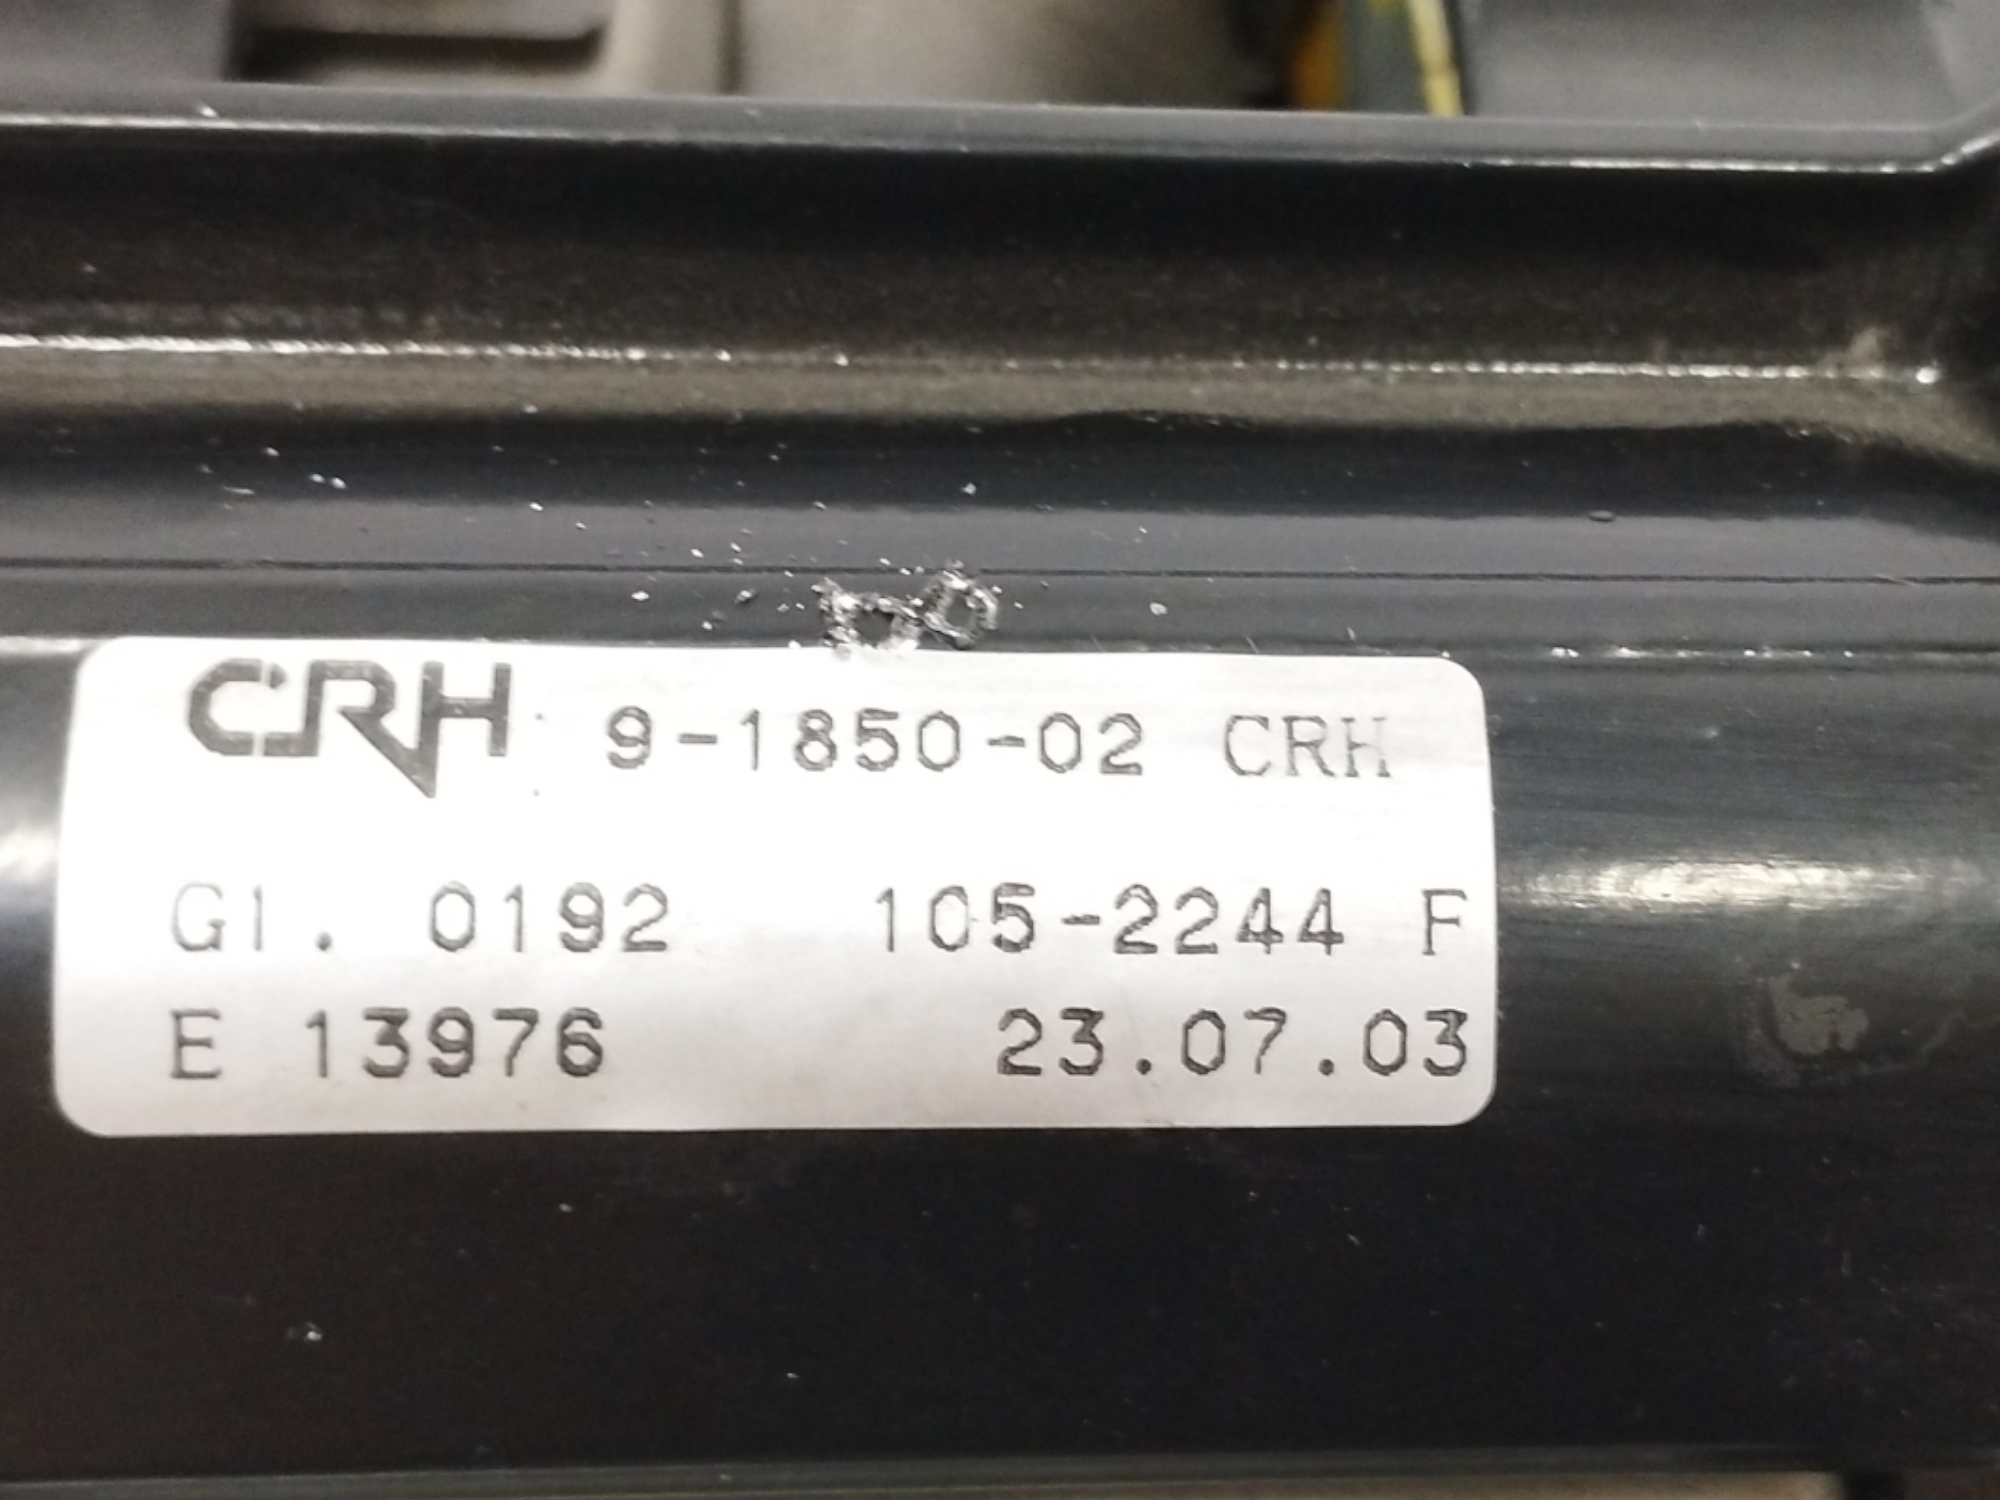 CRH 9-1850-02 CRH
GI. 0192 105-2244 F
E 13976 23.07.03